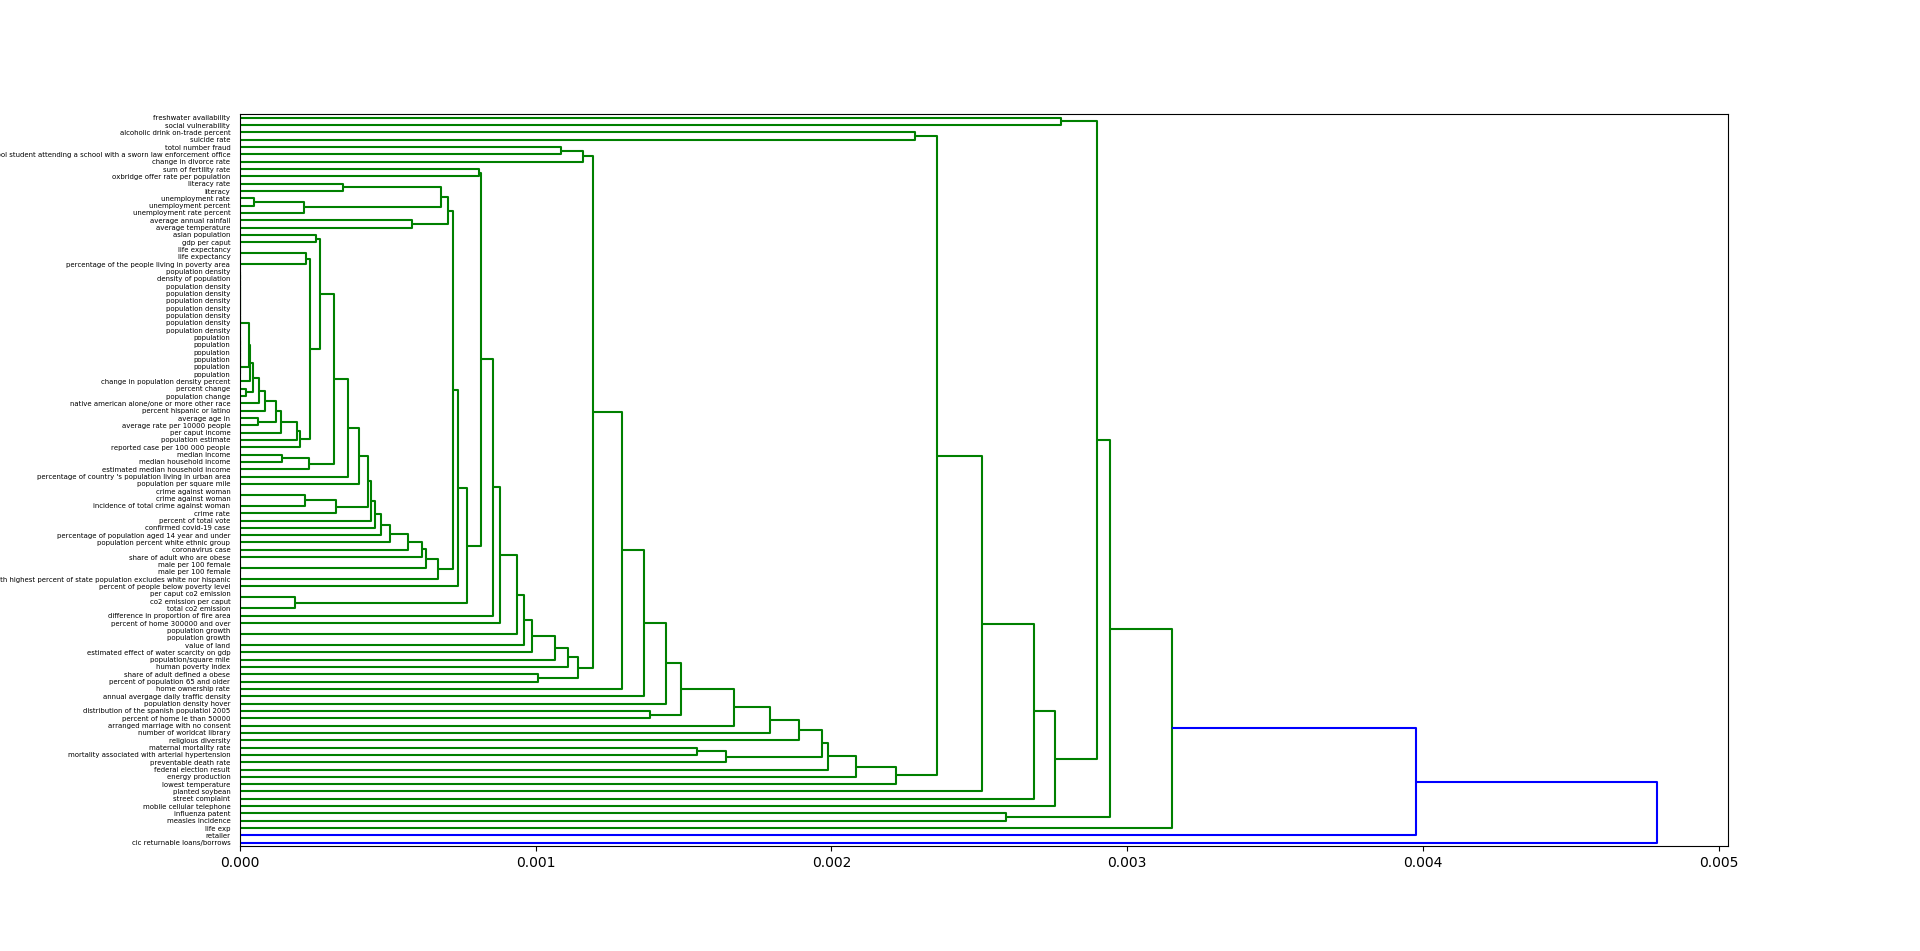 freshwater availability
social vulnerability
alcoholic drink on-trade percent
suicide rate
totol number fraud
ool student attending a school with a sworn law enforcement office
change in divorce rate
sum of fertility rate
oxbridge offer rate per population
literacy rate
literacy
unemployment rate
unemployment percent
unemployment rate percent
average annual rainfall
average temperature
asian population
gdp per caput
life expectancy
life expectancy
percentage of the people living in poverty area
population density
density of population
population density
population density
population density
population density
population density
population density
population density
population
population
population
population
population
population
change in population density percent
percent change
population change
native american alone/one or more other race
percent hispanic or latino
average age in
average rate per 10000 people
per caput income
population estimate
reported case per 100 000 people
median income
median household income
estimated median household income
percentage of country 's population living in urban area
population per square mile
crime against woman
crime against woman
incidence of total crime against woman
crime rate
percent of total vote
confirmed covid-19 case
percentage of population aged 14 year and under
population percent white ethnic group
coronavirus case
share of adult who are obese
male per 100 female
male per 100 female
th highest percent of state population excludes white nor hispanic
percent of people below poverty level
per caput co2 emission
co2 emission per caput
total co2 emission
difference in proportion of fire area
percent of home 300000 and over
population growth
population growth
value of land
estimated effect of water scarcity on gdp
population/square mile
human poverty index
share of adult defined a obese
percent of population 65 and older
home ownership rate
annual avergage daily traffic density
population density hover
distribution of the spanish populatiol 2005
percent of home le than 50000
arranged marriage with no consent
number of worldcat library
religious diversity
maternal mortality rate
mortality associated with arterial hypertension
preventable death rate
federal election result
energy production
lowest temperature
planted soybean
street complaint
mobile cellular telephone
influenza patent
measles incidence
life exp
retailer
cic returnable loans/borrows
0.000 0.001 0.002 0.003 0.004 0.005